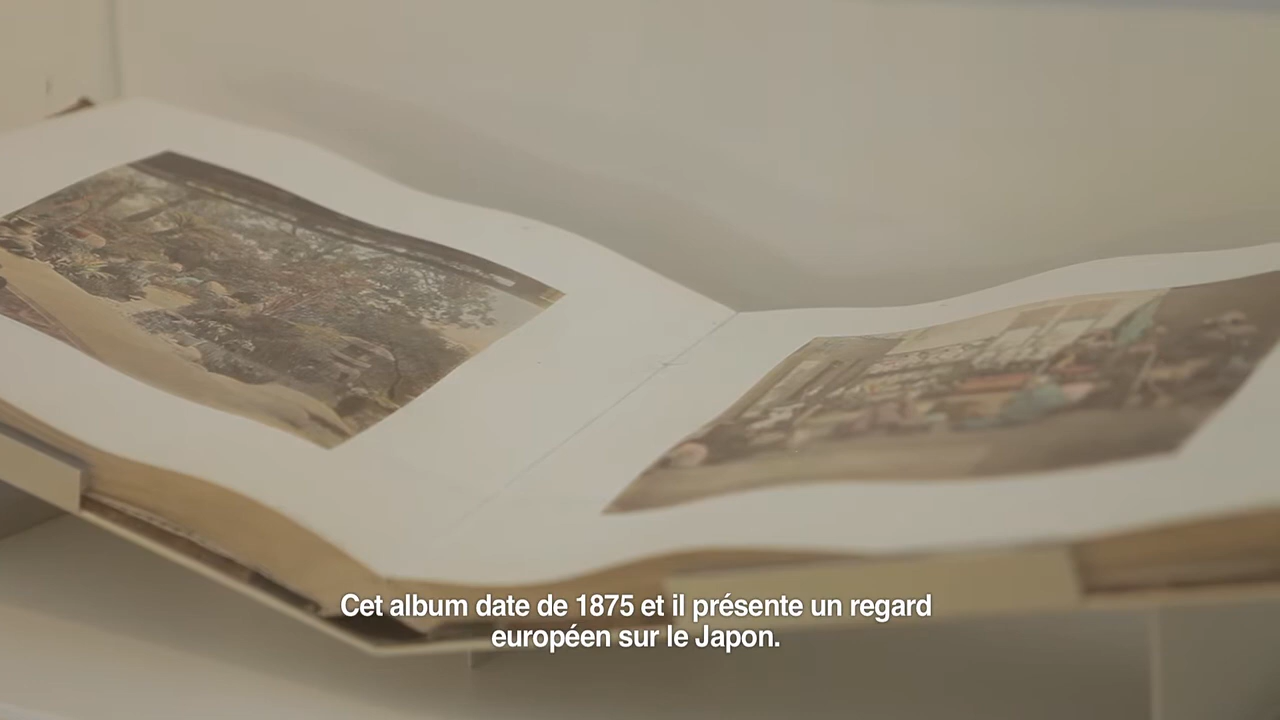 Cet album date de 1875 et il présente un regard
européen sur le Japon.